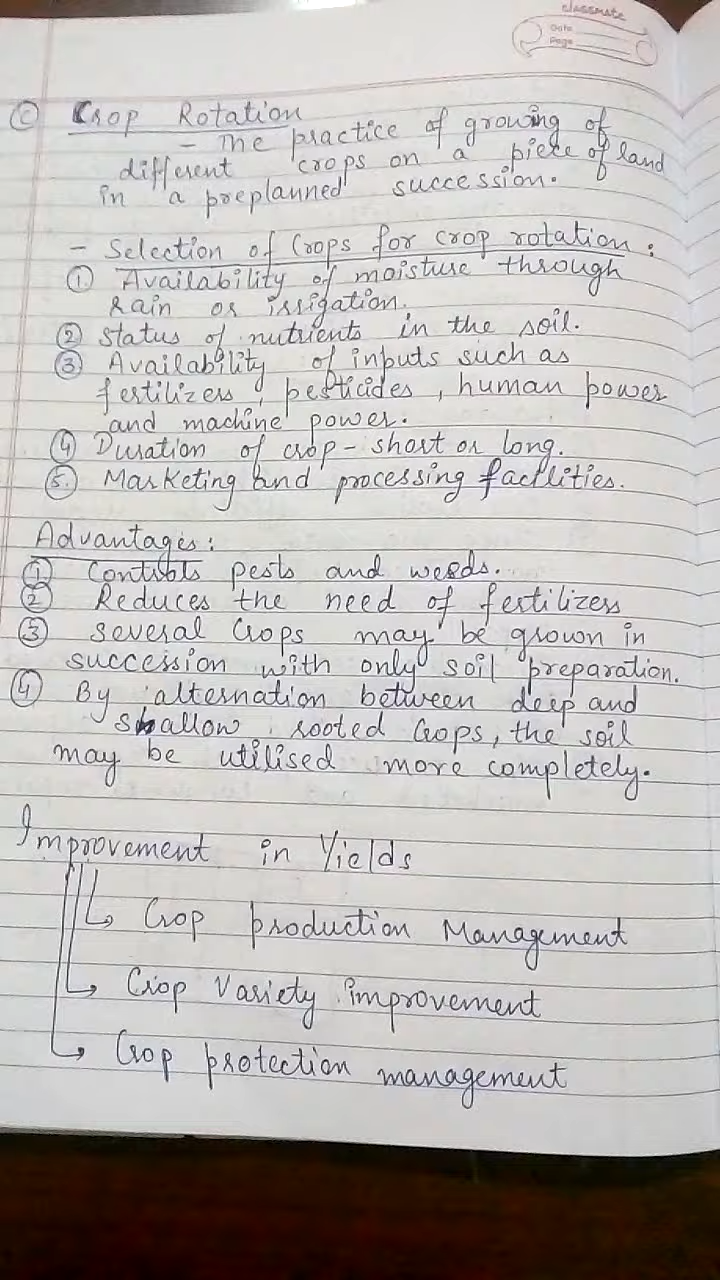 classmate
Date
Page
Ⓒ Crop Rotation
- The practice of growing of
different crops on a piece of land
in a preplanned succession.
- Selection of Crops for crop rotation:
① Availability of moisture through
Rain or irrigation.
② Status of nutrients in the soil.
③ Availability of inputs such as
fertilizers, pesticides, human power
and machine power.
④ Duration of crop - short or long.
⑤. Marketing and processing facilities.
Advantages:
① Controls pests and weeds.
② Reduces the need of fertilizers
③ Several Crops may be grown in
succession with only soil preparation.
④ By alternation between deep and
shallow rooted Crops, the soil
may be utilised more completely.
Improvement in Yields
↳ Crop production Management
↳ Crop Variety improvement
↳ Crop protection management